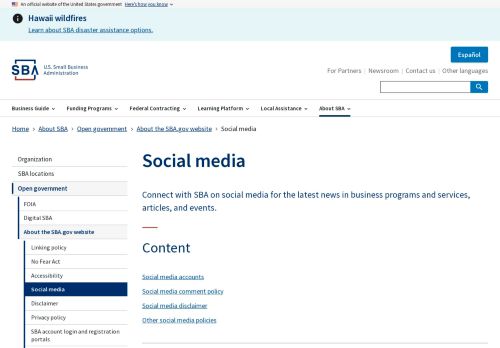 An official website of the United States government Here's how you know
Hawaii wildfires
Learn about SBA disaster assistance options.
Español
SBA
U.S. Small Business
Administration
For Partners Newsroom Contact us Other languages
Business Guide Funding Programs Federal Contracting Learning Platform Local Assistance About SBA
Home About SBA Open government About the SBA.gov website Social media
Organization
SBA locations
Open government
FOIA
Digital SBA
About the SBA.gov website
Linking policy
No Fear Act
Accessibility
Social media
Disclaimer
Privacy policy
SBA account login and registration
portals
Social media
Connect with SBA on social media for the latest news in business programs and services,
articles, and events.
Content
Social media accounts
Social media comment policy
Social media disclaimer
Other social media policies